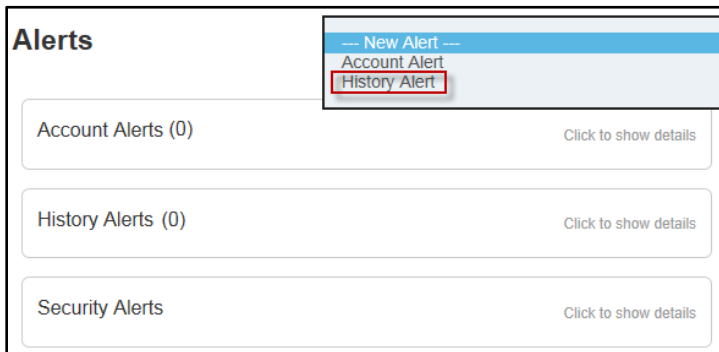 Alerts
--- New Alert ---
Account Alert
History Alert
Account Alerts (0)
Click to show details
History Alerts (0)
Click to show details
Security Alerts
Click to show details